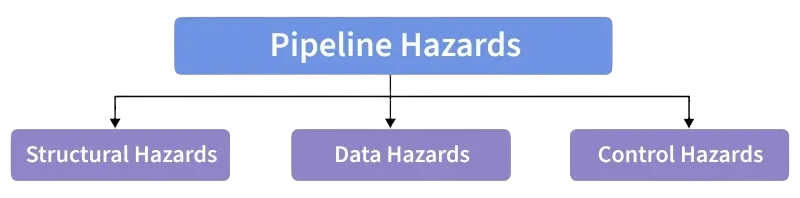 Pipeline Hazards
Structural Hazards
Data Hazards
Control Hazards